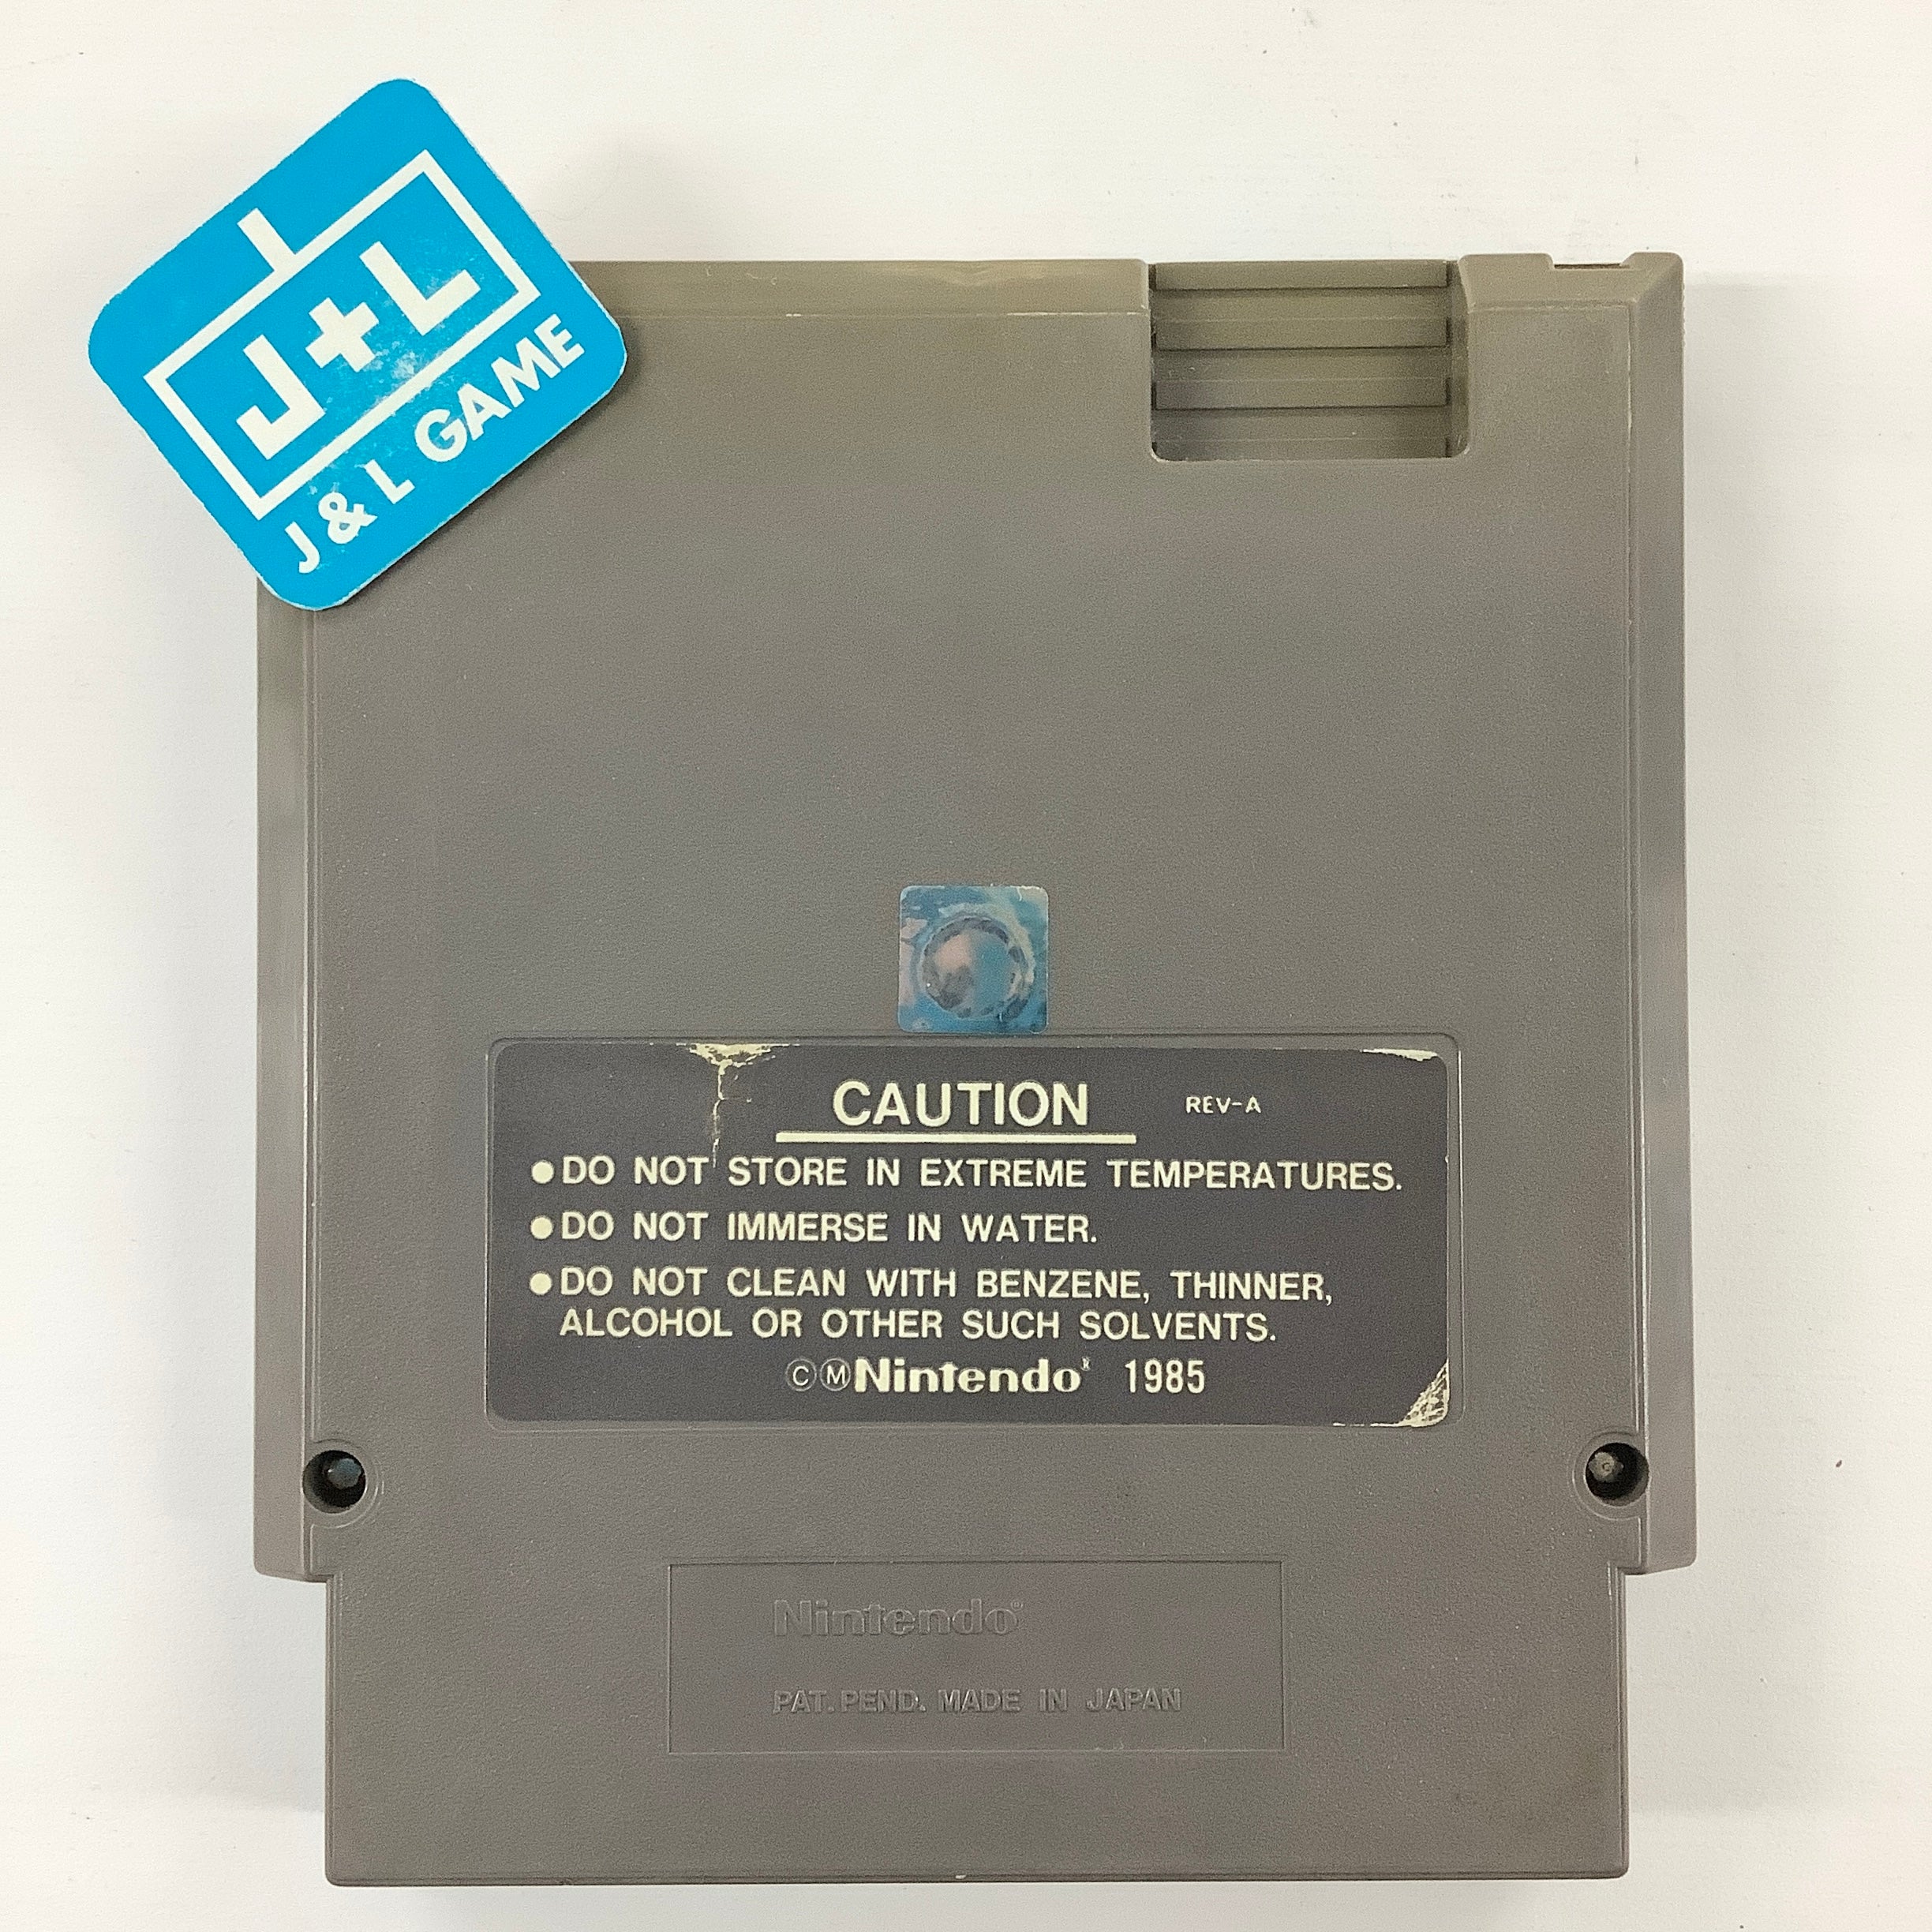 J+L
J & L GAME
CAUTION REV-A
●DO NOT STORE IN EXTREME TEMPERATURES.
●DO NOT IMMERSE IN WATER.
●DO NOT CLEAN WITH BENZENE, THINNER,
ALCOHOL OR OTHER SUCH SOLVENTS.
ⒸⓂNintendo® 1985
Nintendo®
PAT. PEND. MADE IN JAPAN